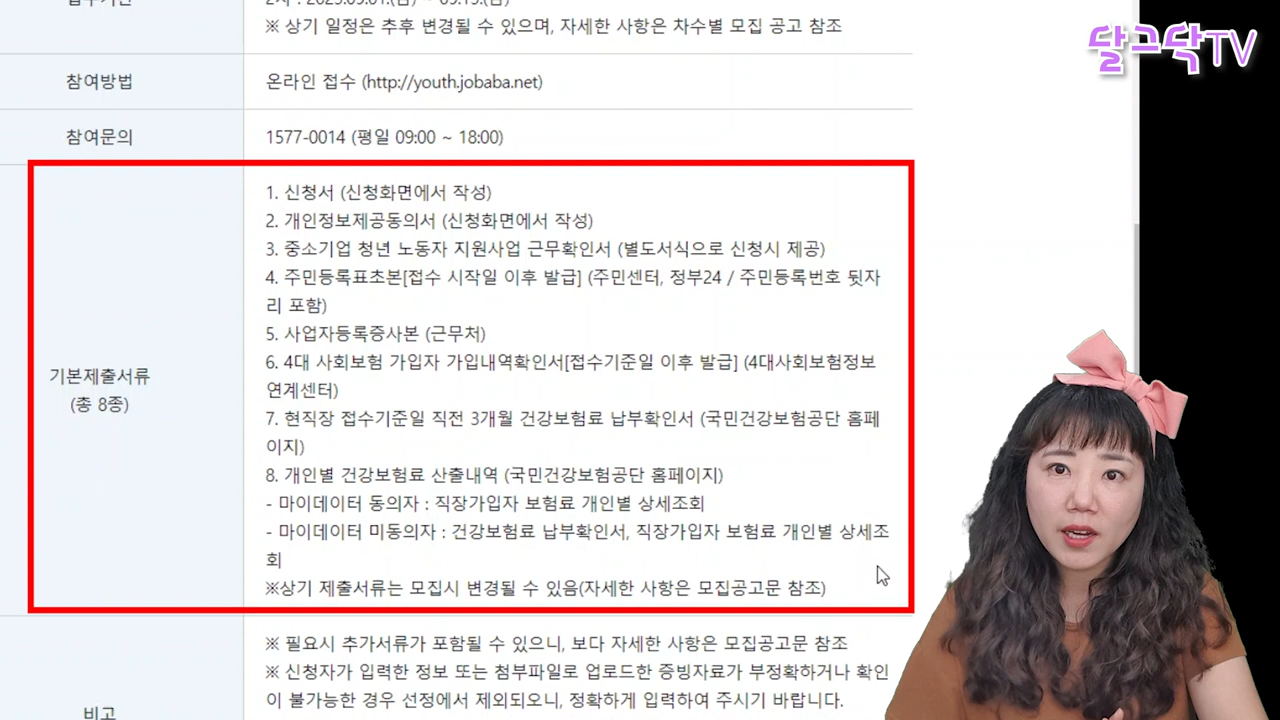 ※ 상기 일정은 추후 변경될 수 있으며, 자세한 사항은 차수별 모집 공고 참조
달그닥TV
참여방법
온라인 접수 (http://youth.jobaba.net)
참여문의
1577-0014 (평일 09:00 ~ 18:00)
기본제출서류
(총 8종)
1. 신청서 (신청화면에서 작성)
2. 개인정보제공동의서 (신청화면에서 작성)
3. 중소기업 청년 노동자 지원사업 근무확인서 (별도서식으로 신청시 제공)
4. 주민등록표초본[접수 시작일 이후 발급] (주민센터, 정부24 / 주민등록번호 뒷자
리 포함)
5. 사업자등록증사본 (근무처)
6. 4대 사회보험 가입자 가입내역확인서[접수기준일 이후 발급] (4대사회보험정보
연계센터)
7. 현직장 접수기준일 직전 3개월 건강보험료 납부확인서 (국민건강보험공단 홈페
이지)
8. 개인별 건강보험료 산출내역 (국민건강보험공단 홈페이지)
- 마이데이터 동의자 : 직장가입자 보험료 개인별 상세조회
- 마이데이터 미동의자 : 건강보험료 납부확인서, 직장가입자 보험료 개인별 상세조
회
※상기 제출서류는 모집시 변경될 수 있음(자세한 사항은 모집공고문 참조)
비고
※ 필요시 추가서류가 포함될 수 있으니, 보다 자세한 사항은 모집공고문 참조
※ 신청자가 입력한 정보 또는 첨부파일로 업로드한 증빙자료가 부정확하거나 확인
이 불가능한 경우 선정에서 제외되오니, 정확하게 입력하여 주시기 바랍니다.